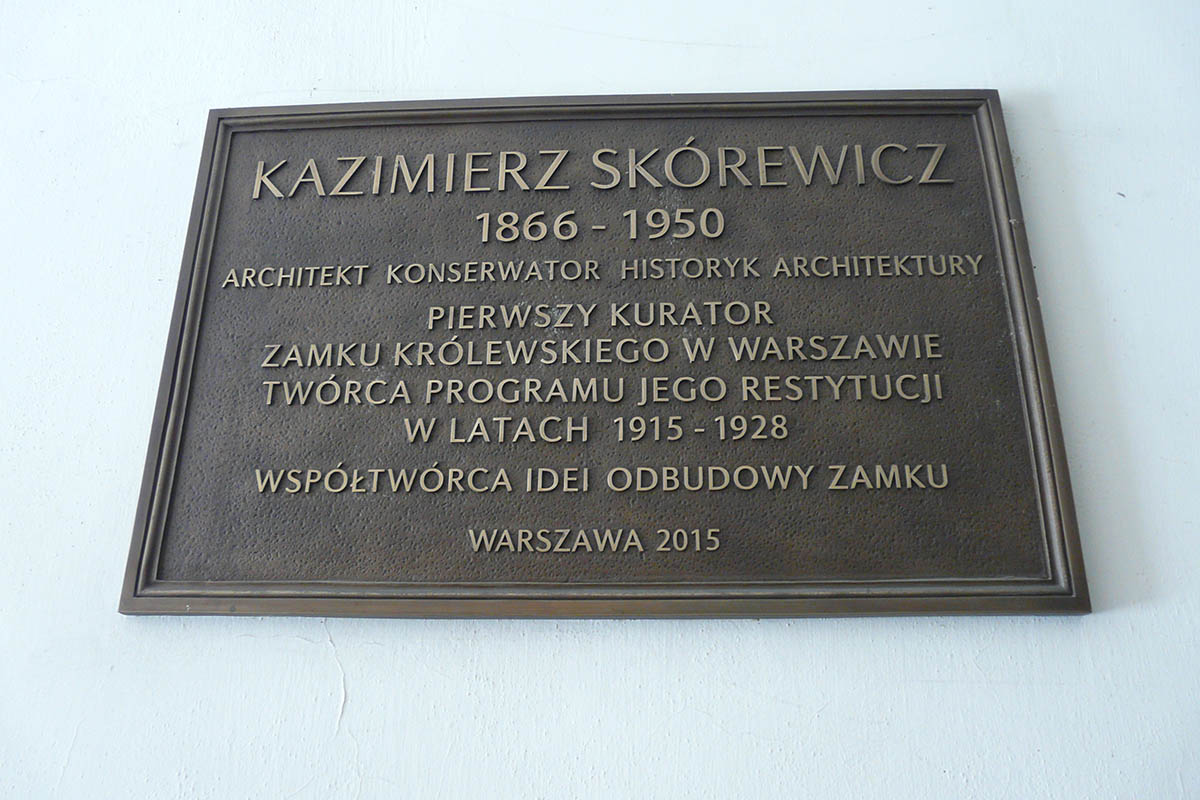 KAZIMIERZ SKÓREWICZ
1866 - 1950
ARCHITEKT KONSERWATOR HISTORYK ARCHITEKTURY
PIERWSZY KURATOR
ZAMKU KRÓLEWSKIEGO W WARSZAWIE
TWÓRCA PROGRAMU JEGO RESTYTUCJI
W LATACH 1915 - 1928
WSPÓŁTWÓRCA IDEI ODBUDOWY ZAMKU
WARSZAWA 2015